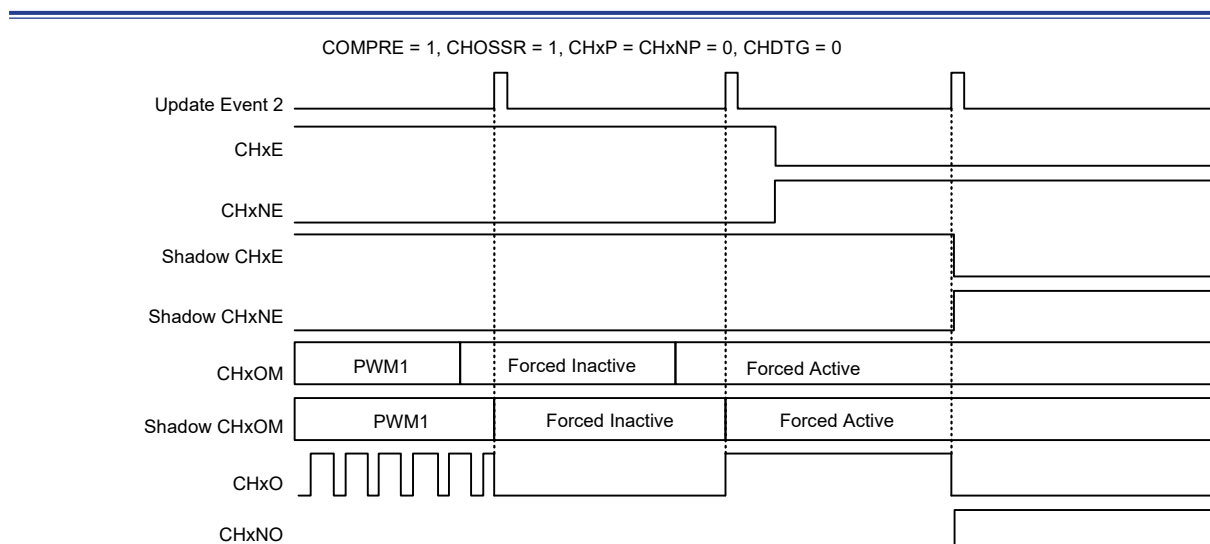 COMPRE = 1, CHOSSR = 1, CHxP = CHxNP = 0, CHDTG = 0
Update Event 2
CHxE
CHxNE
Shadow CHxE
Shadow CHxNE
CHxOM PWM1 Forced Inactive Forced Active
Shadow CHxOM PWM1 Forced Inactive Forced Active
CHxO
CHxNO